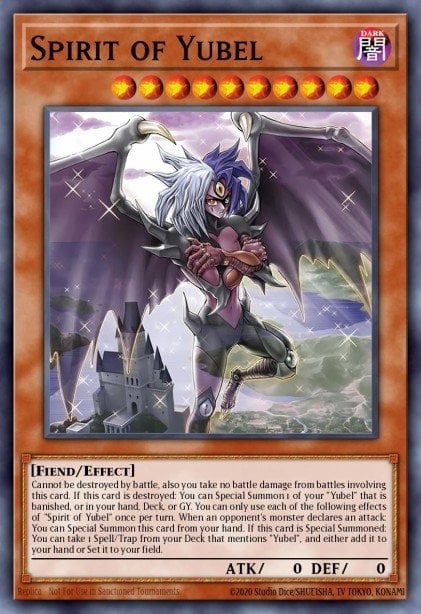 SPIRIT OF YUBEL
DARK
闇
[FIEND/EFFECT]
Cannot be destroyed by battle, also you take no battle damage from battles involving
this card. If this card is destroyed: You can Special Summon 1 of your "Yubel" that is
banished, or in your hand, Deck, or GY. You can only use each of the following effects
of "Spirit of Yubel" once per turn. When an opponent's monster declares an attack:
You can Special Summon this card from your hand. If this card is Special Summoned:
You can take 1 Spell/Trap from your Deck that mentions "Yubel", and either add it to
your hand or Set it to your field.
ATK/ 0 DEF/ 0
Replica - Not For Use in Sanctioned Tournaments
©2020 Studio Dice/SHUEISHA, TV TOKYO, KONAMI